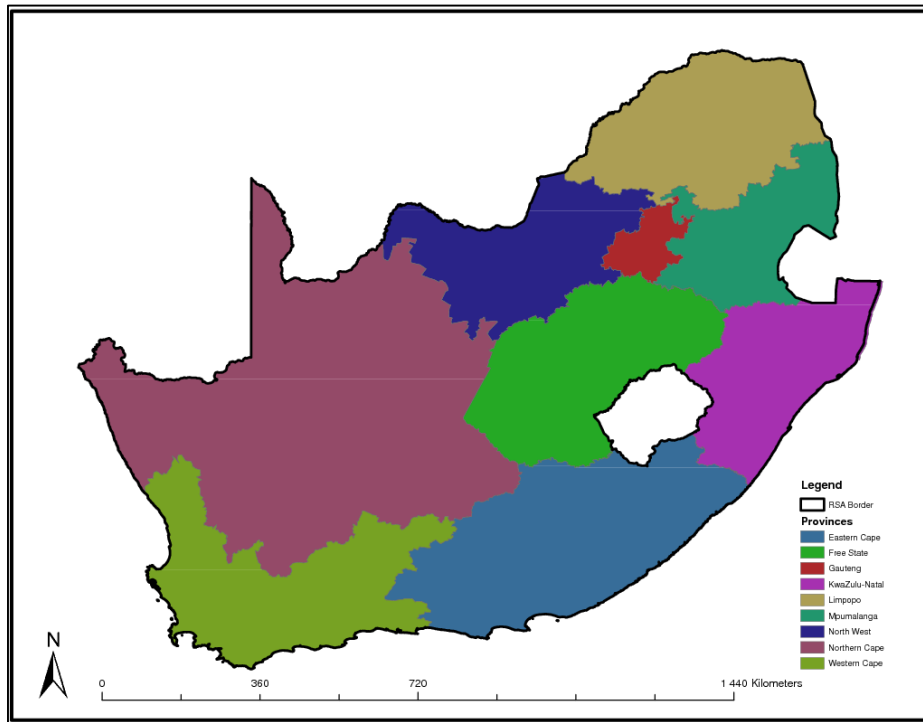 Legend
RSA Border
Provinces
Eastern Cape
Free State
Gauteng
KwaZulu-Natal
Limpopo
Mpumalanga
North West
Northern Cape
Western Cape
N
0 360 720 1 440 Kilometers